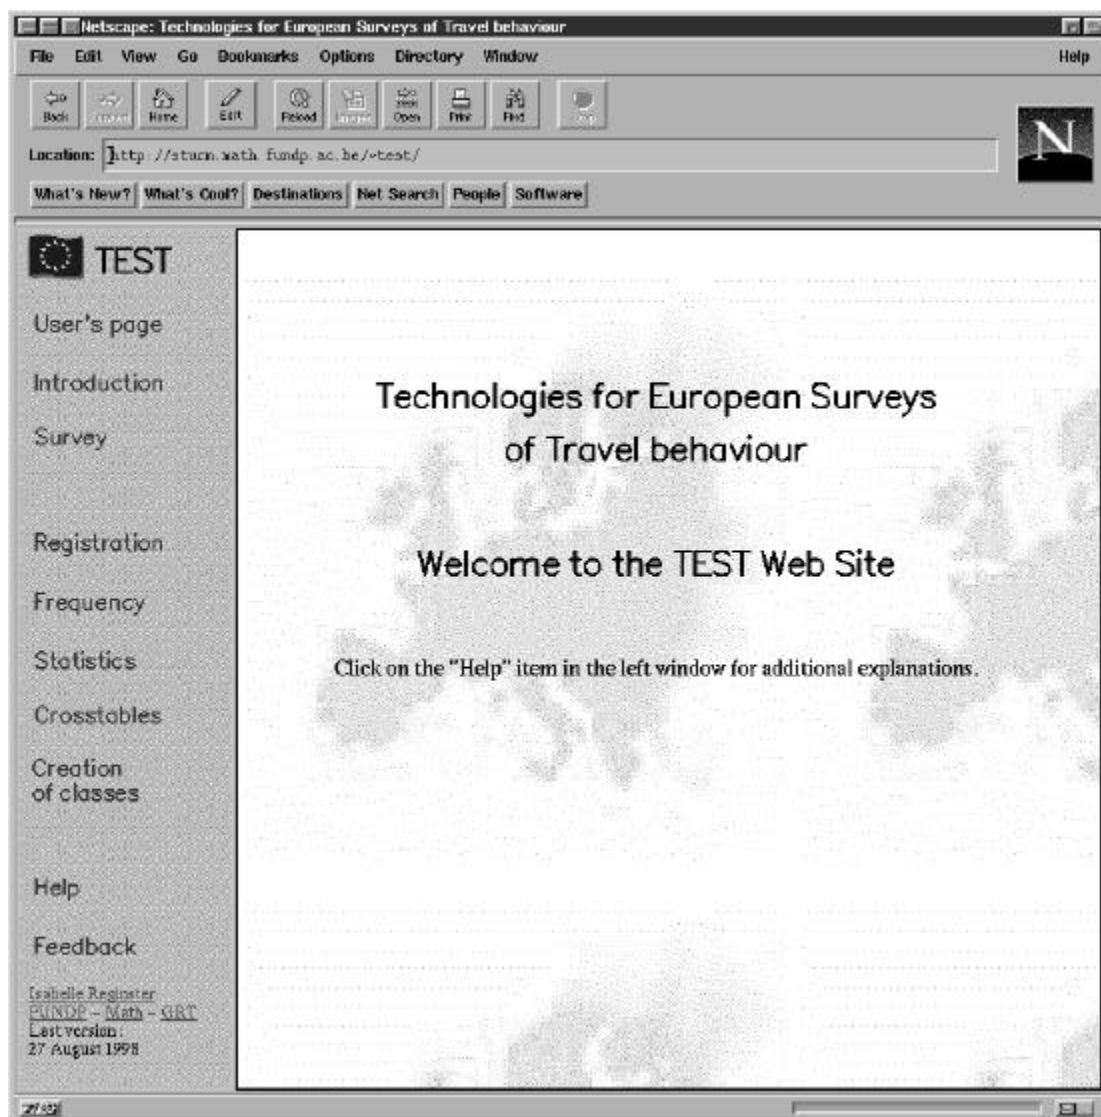 Netscape: Technologies for European Surveys of Travel behaviour
File Edit View Go Bookmarks Options Directory Window Help
Back Home Edit Reload Images Open Print Find Stop
Location: http://sturm.math.fundp.ac.be/~test/
What's New? What's Cool? Destinations Net Search People Software
N
TEST
User's page
Introduction
Survey
Registration
Frequency
Statistics
Crosstables
Creation
of classes
Help
Feedback
Isabelle Reginster
FUNDP – Math – GRT
Last version:
27 August 1998
Technologies for European Surveys
of Travel behaviour
Welcome to the TEST Web Site
Click on the "Help" item in the left window for additional explanations.